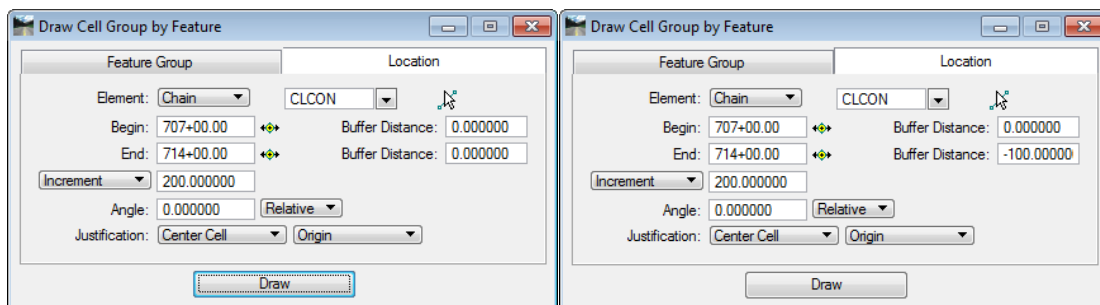 Draw Cell Group by Feature
Feature Group Location
Element: Chain CLCON
Begin: 707+00.00 Buffer Distance: 0.000000
End: 714+00.00 Buffer Distance: 0.000000
Increment 200.000000
Angle: 0.000000 Relative
Justification: Center Cell Origin
Draw
Draw Cell Group by Feature
Feature Group Location
Element: Chain CLCON
Begin: 707+00.00 Buffer Distance: 0.000000
End: 714+00.00 Buffer Distance: -100.00000
Increment 200.000000
Angle: 0.000000 Relative
Justification: Center Cell Origin
Draw